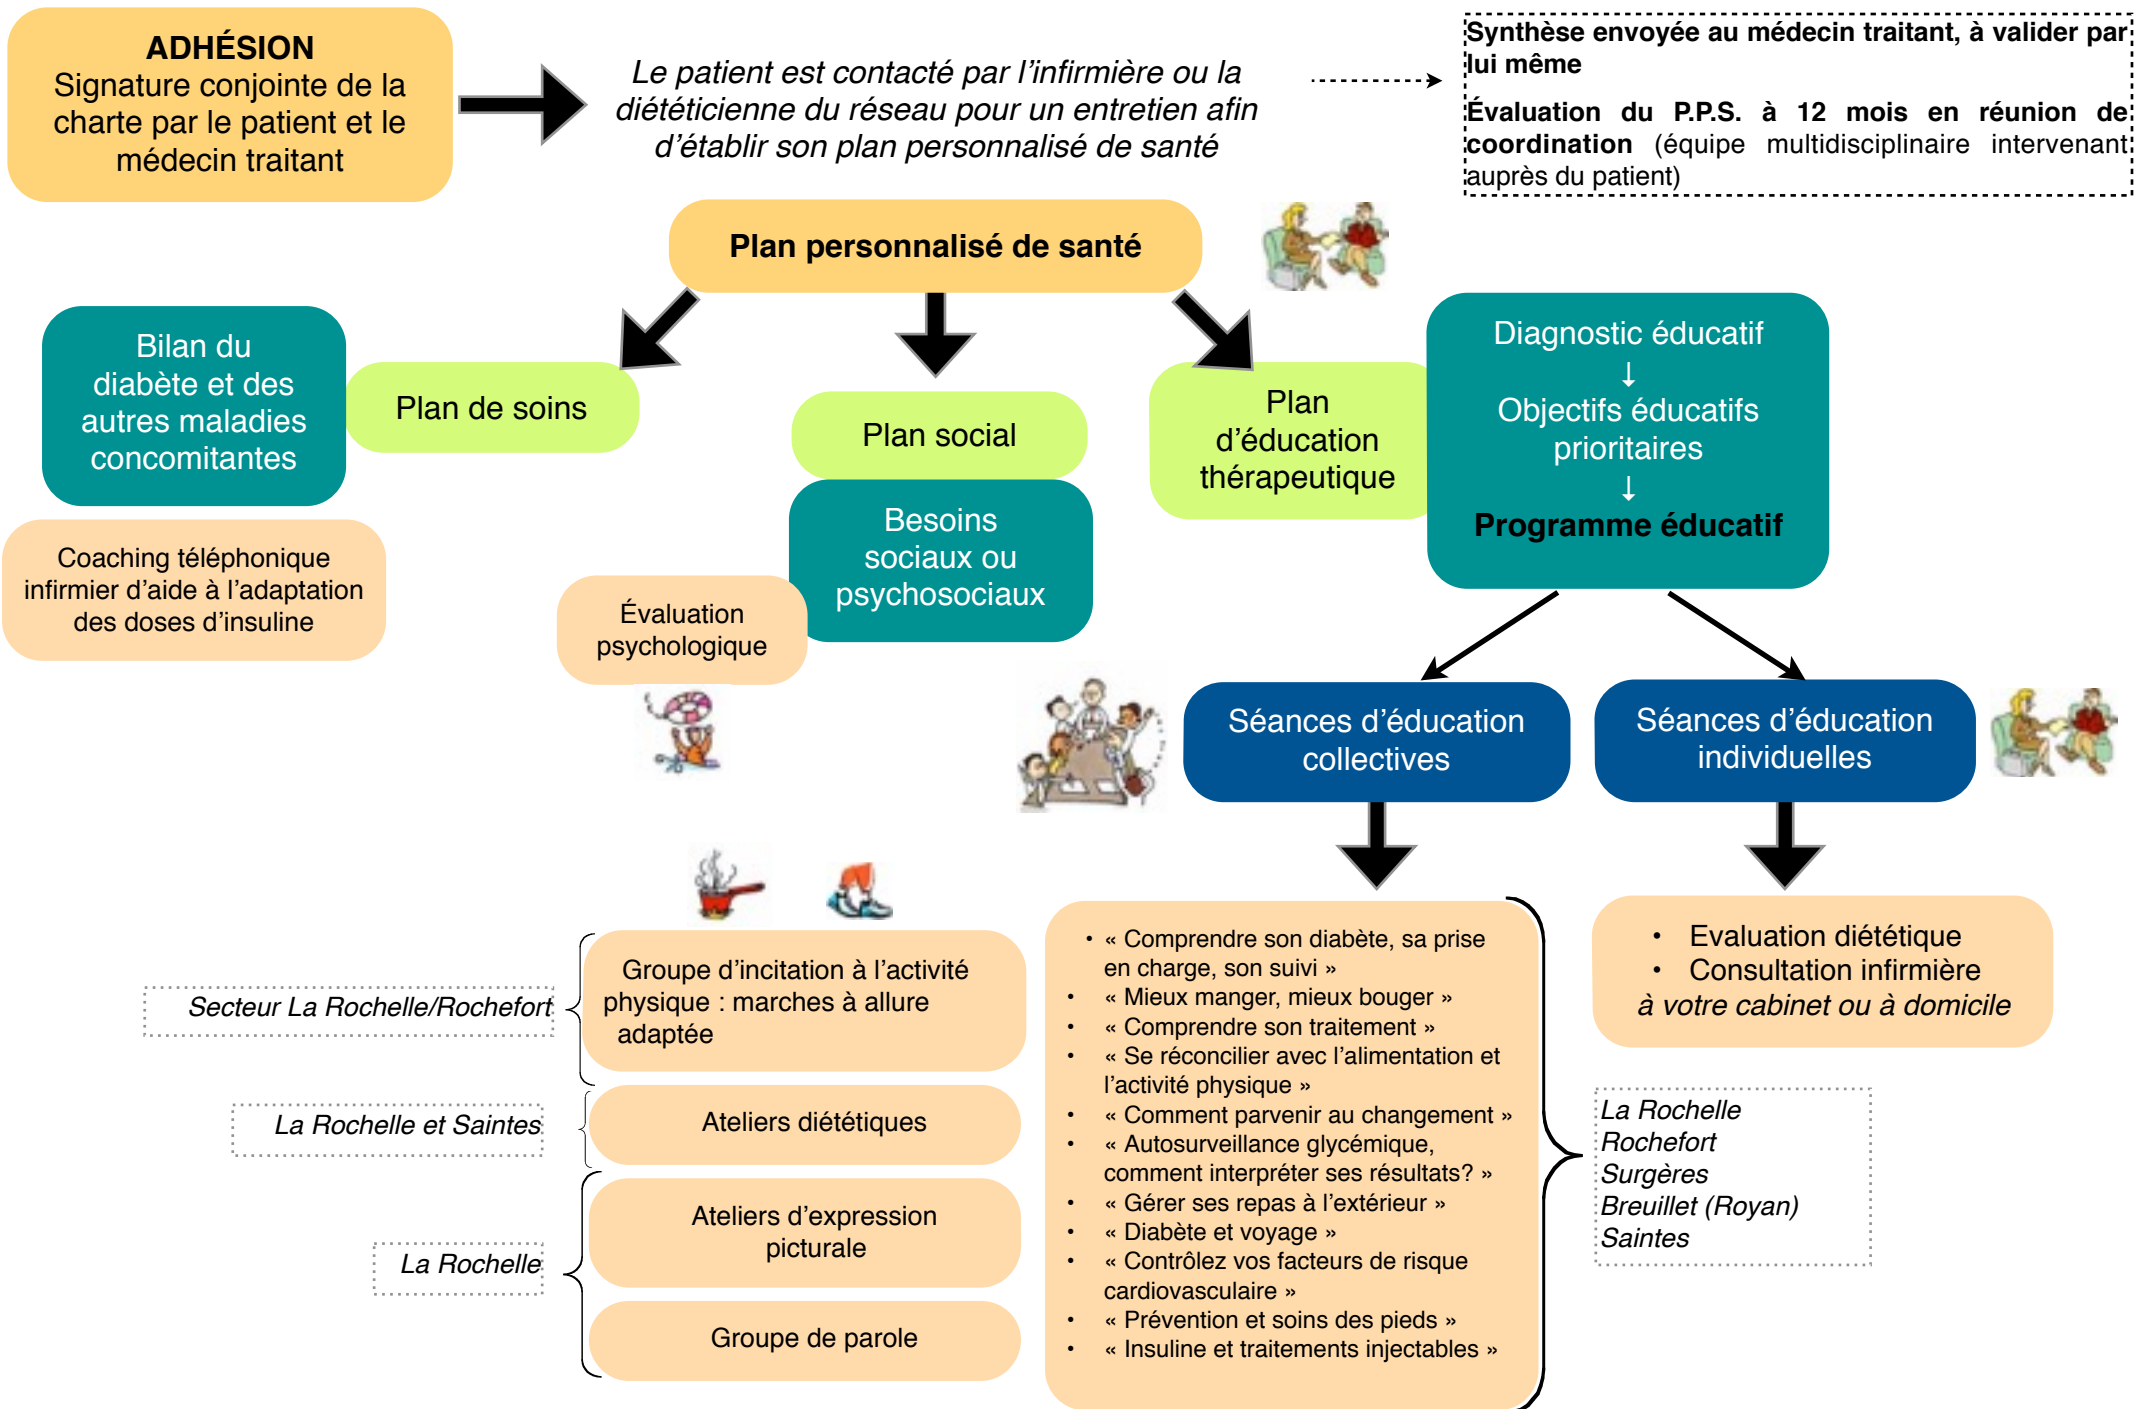 ADHÉSION
Signature conjointe de la
charte par le patient et le
médecin traitant
Le patient est contacté par l’infirmière ou la
diététicienne du réseau pour un entretien afin
d’établir son plan personnalisé de santé
Synthèse envoyée au médecin traitant, à valider par
lui même
Évaluation du P.P.S. à 12 mois en réunion de
coordination (équipe multidisciplinaire intervenant
auprès du patient)
Plan personnalisé de santé
Bilan du
diabète et des
autres maladies
concomitantes
Plan de soins
Coaching téléphonique
infirmier d’aide à l’adaptation
des doses d’insuline
Plan social
Besoins
sociaux ou
psychosociaux
Évaluation
psychologique
Plan
d’éducation
thérapeutique
Diagnostic éducatif
↓
Objectifs éducatifs
prioritaires
↓
Programme éducatif
Séances d’éducation
collectives
Séances d’éducation
individuelles
Secteur La Rochelle/Rochefort
Groupe d’incitation à l’activité
physique : marches à allure
adaptée
La Rochelle et Saintes
Ateliers diététiques
La Rochelle
Ateliers d’expression
picturale
Groupe de parole
• « Comprendre son diabète, sa prise
en charge, son suivi »
• « Mieux manger, mieux bouger »
• « Comprendre son traitement »
• « Se réconcilier avec l’alimentation et
l’activité physique »
• « Comment parvenir au changement »
• « Autosurveillance glycémique,
comment interpréter ses résultats? »
• « Gérer ses repas à l’extérieur »
• « Diabète et voyage »
• « Contrôlez vos facteurs de risque
cardiovasculaire »
• « Prévention et soins des pieds »
• « Insuline et traitements injectables »
• Evaluation diététique
• Consultation infirmière
à votre cabinet ou à domicile
La Rochelle
Rochefort
Surgères
Breuillet (Royan)
Saintes